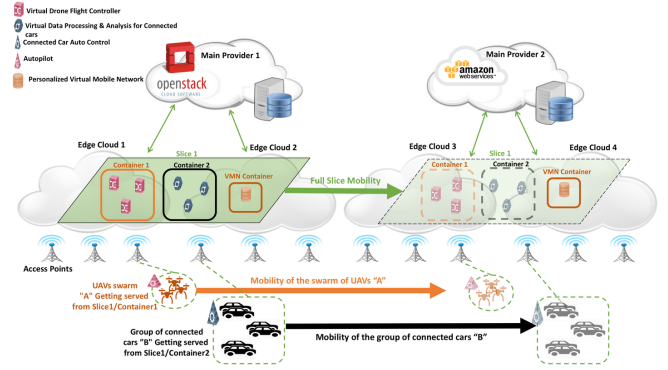 Virtual Drone Flight Controller
Virtual Data Processing & Analysis for Connected
cars
Connected Car Auto Control
Autopilot
Personalized Virtual Mobile Network
Main Provider 1
openstack
CLOUD SOFTWARE
Main Provider 2
amazon
webservices
Edge Cloud 1
Slice 1
Edge Cloud 2
Container 1
Container 2
VMN Container
Full Slice Mobility
Edge Cloud 3
Slice 1
Edge Cloud 4
Container 1
Container 2
VMN Container
Access Points
UAVs swarm
"A" Getting served
from Slice1/Container1
Mobility of the swarm of UAVs “A”
Group of connected
cars "B" Getting served
from Slice1/Container2
Mobility of the group of connected cars “B”